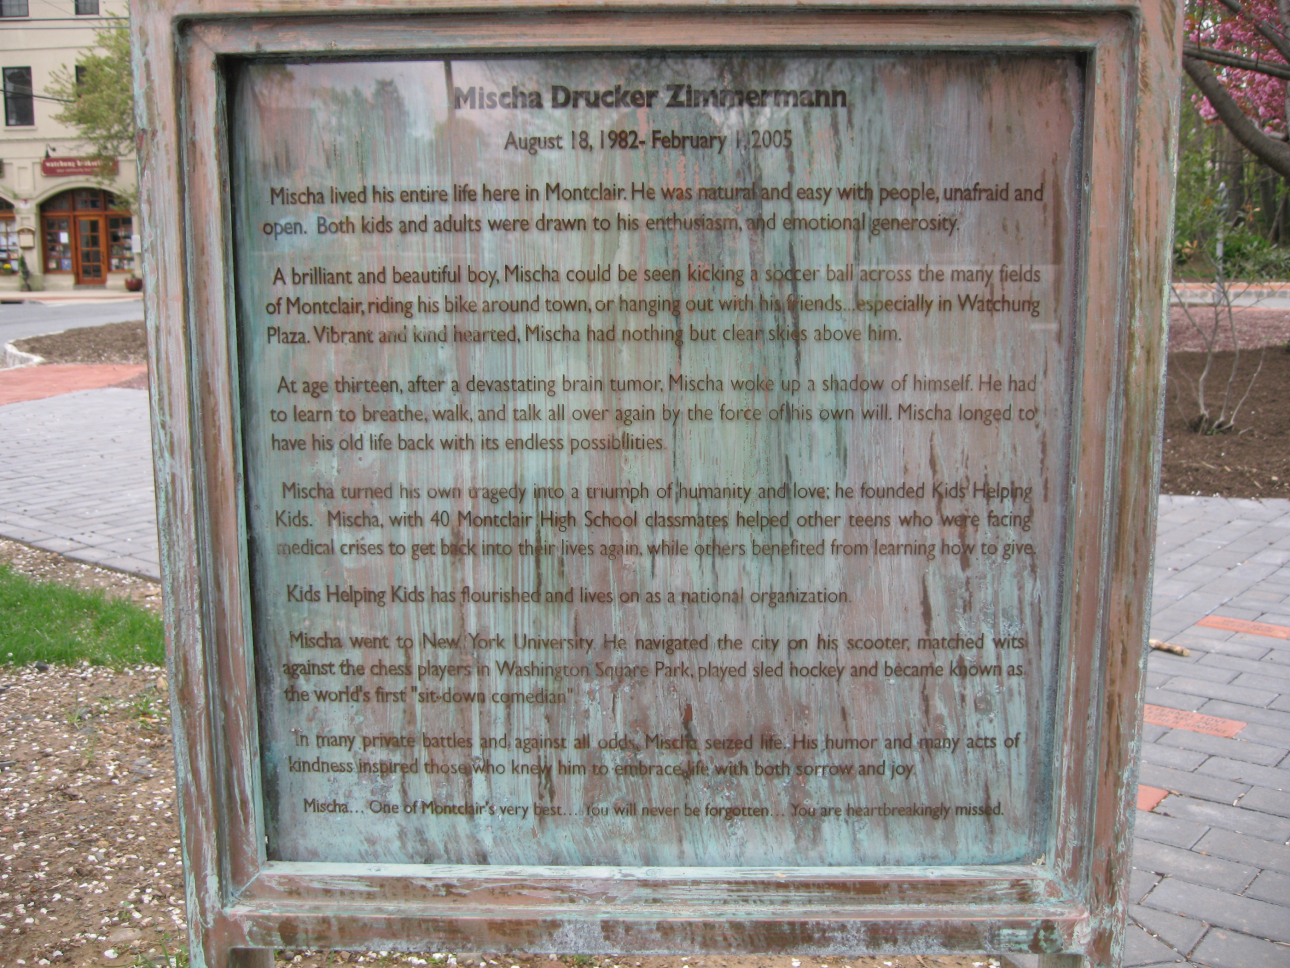 Mischa Drucker Zimmermann
August 18, 1982- February 1, 2005
Mischa lived his entire life here in Montclair. He was natural and easy with people, unafraid and
open. Both kids and adults were drawn to his enthusiasm, and emotional generosity.
A brilliant and beautiful boy, Mischa could be seen kicking a soccer ball across the many fields
of Montclair, riding his bike around town, or hanging out with his friends...especially in Watchung
Plaza. Vibrant and kind hearted, Mischa had nothing but clear skies above him.
At age thirteen, after a devastating brain tumor, Mischa woke up a shadow of himself. He had
to learn to breathe, walk, and talk all over again by the force of his own will. Mischa longed to
have his old life back with its endless possibilities.
Mischa turned his own tragedy into a triumph of humanity and love; he founded Kids Helping
Kids. Mischa, with 40 Montclair High School classmates helped other teens who were facing
medical crises to get back into their lives again, while others benefited from learning how to give.
Kids Helping Kids has flourished and lives on as a national organization.
Mischa went to New York University. He navigated the city on his scooter, matched wits
against the chess players in Washington Square Park, played sled hockey and became known as
the world's first "sit-down comedian"
In many private battles and against all odds, Mischa seized life. His humor and many acts of
kindness inspired those who knew him to embrace life with both sorrow and joy.
Mischa... One of Montclair's very best... You will never be forgotten... You are heartbreakingly missed.